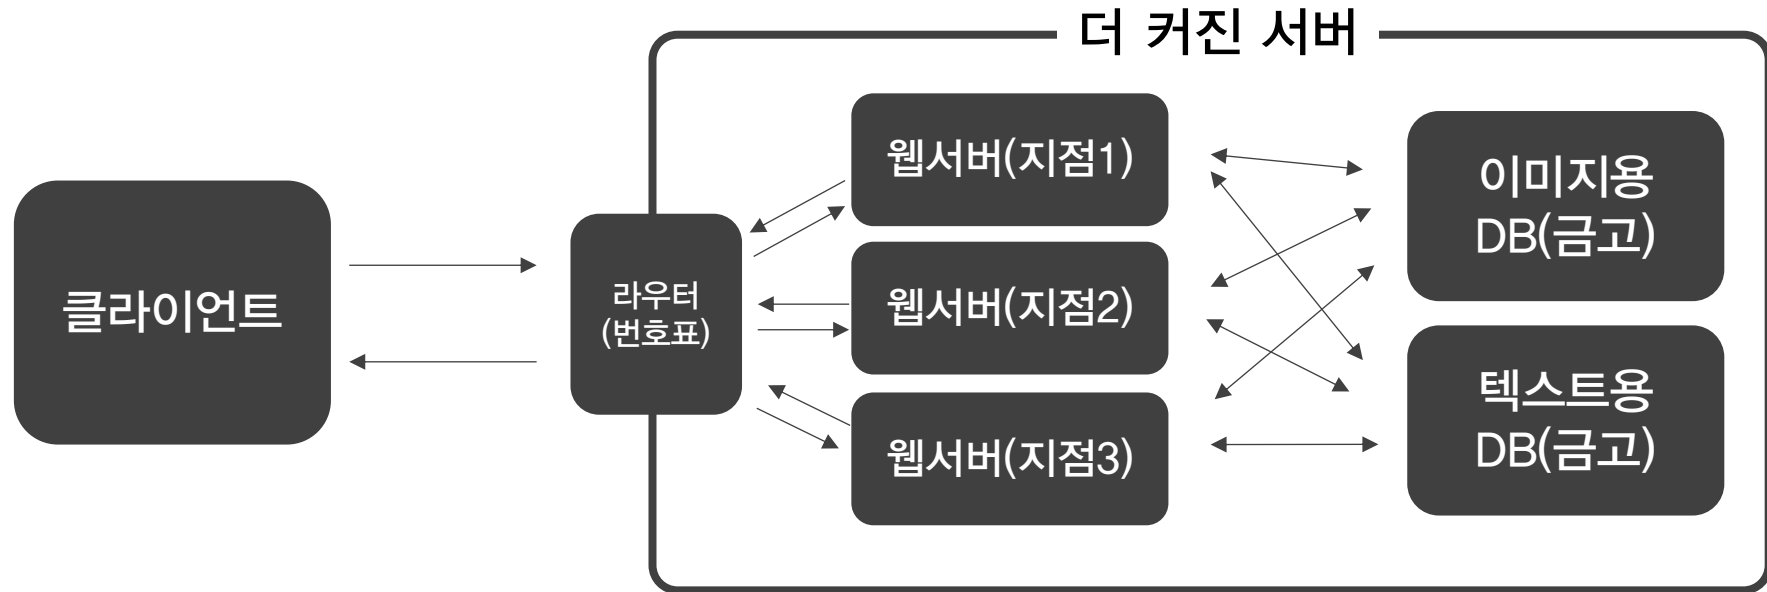 더 커진 서버
클라이언트
라우터
(번호표)
웹서버(지점1)
웹서버(지점2)
웹서버(지점3)
이미지용
DB(금고)
텍스트용
DB(금고)